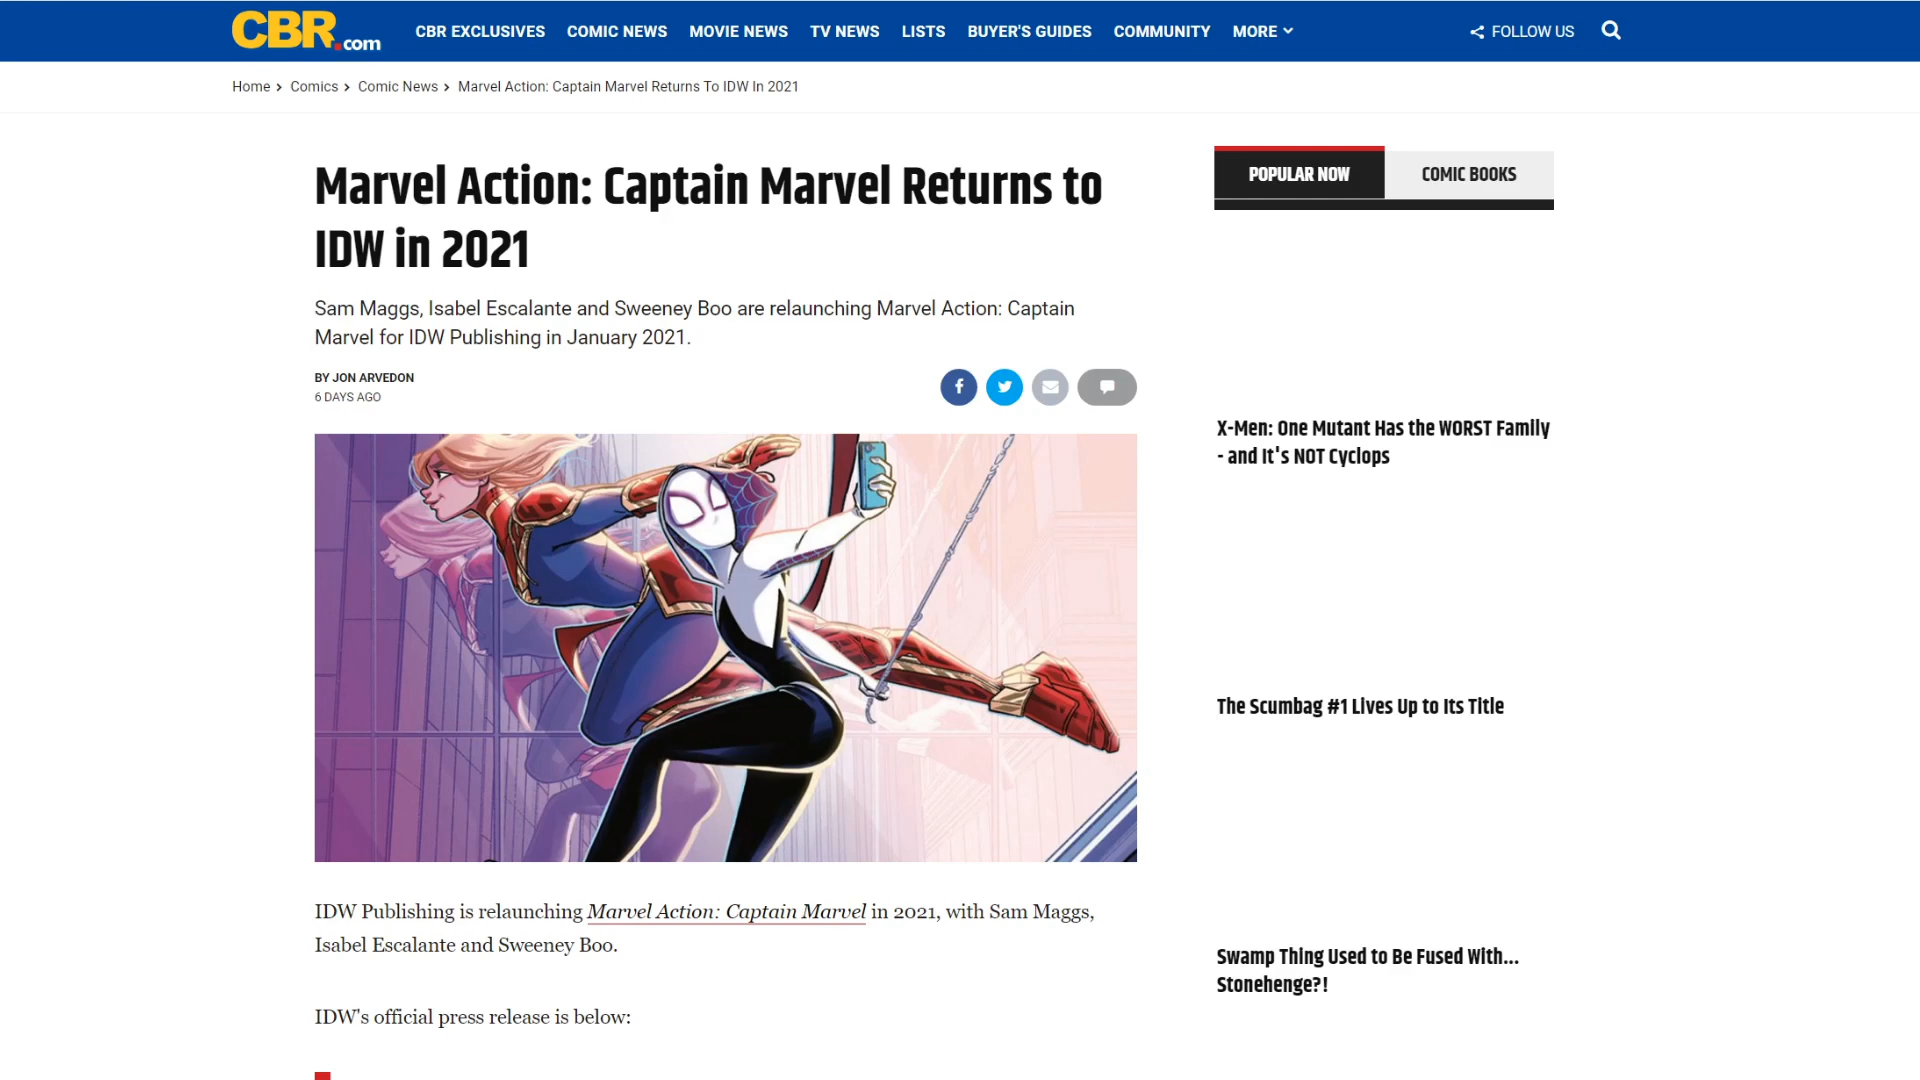 CBR.com
CBR EXCLUSIVES COMIC NEWS MOVIE NEWS TV NEWS LISTS BUYER'S GUIDES COMMUNITY MORE FOLLOW US
Home > Comics > Comic News > Marvel Action: Captain Marvel Returns To IDW In 2021
Marvel Action: Captain Marvel Returns to
IDW in 2021
Sam Maggs, Isabel Escalante and Sweeney Boo are relaunching Marvel Action: Captain
Marvel for IDW Publishing in January 2021.
BY JON ARVEDON
6 DAYS AGO
IDW Publishing is relaunching Marvel Action: Captain Marvel in 2021, with Sam Maggs,
Isabel Escalante and Sweeney Boo.
IDW's official press release is below:
POPULAR NOW COMIC BOOKS
X-Men: One Mutant Has the WORST Family
- and It's NOT Cyclops
The Scumbag #1 Lives Up to Its Title
Swamp Thing Used to Be Fused With...
Stonehenge?!